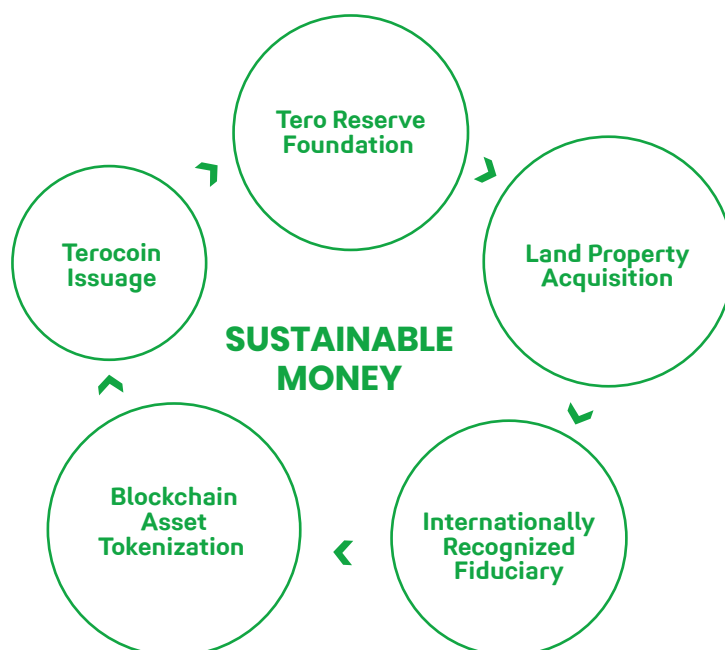 Tero Reserve
Foundation
Land Property
Acquisition
Internationally
Recognized
Fiduciary
Blockchain
Asset
Tokenization
Terocoin
Issuage
SUSTAINABLE
MONEY